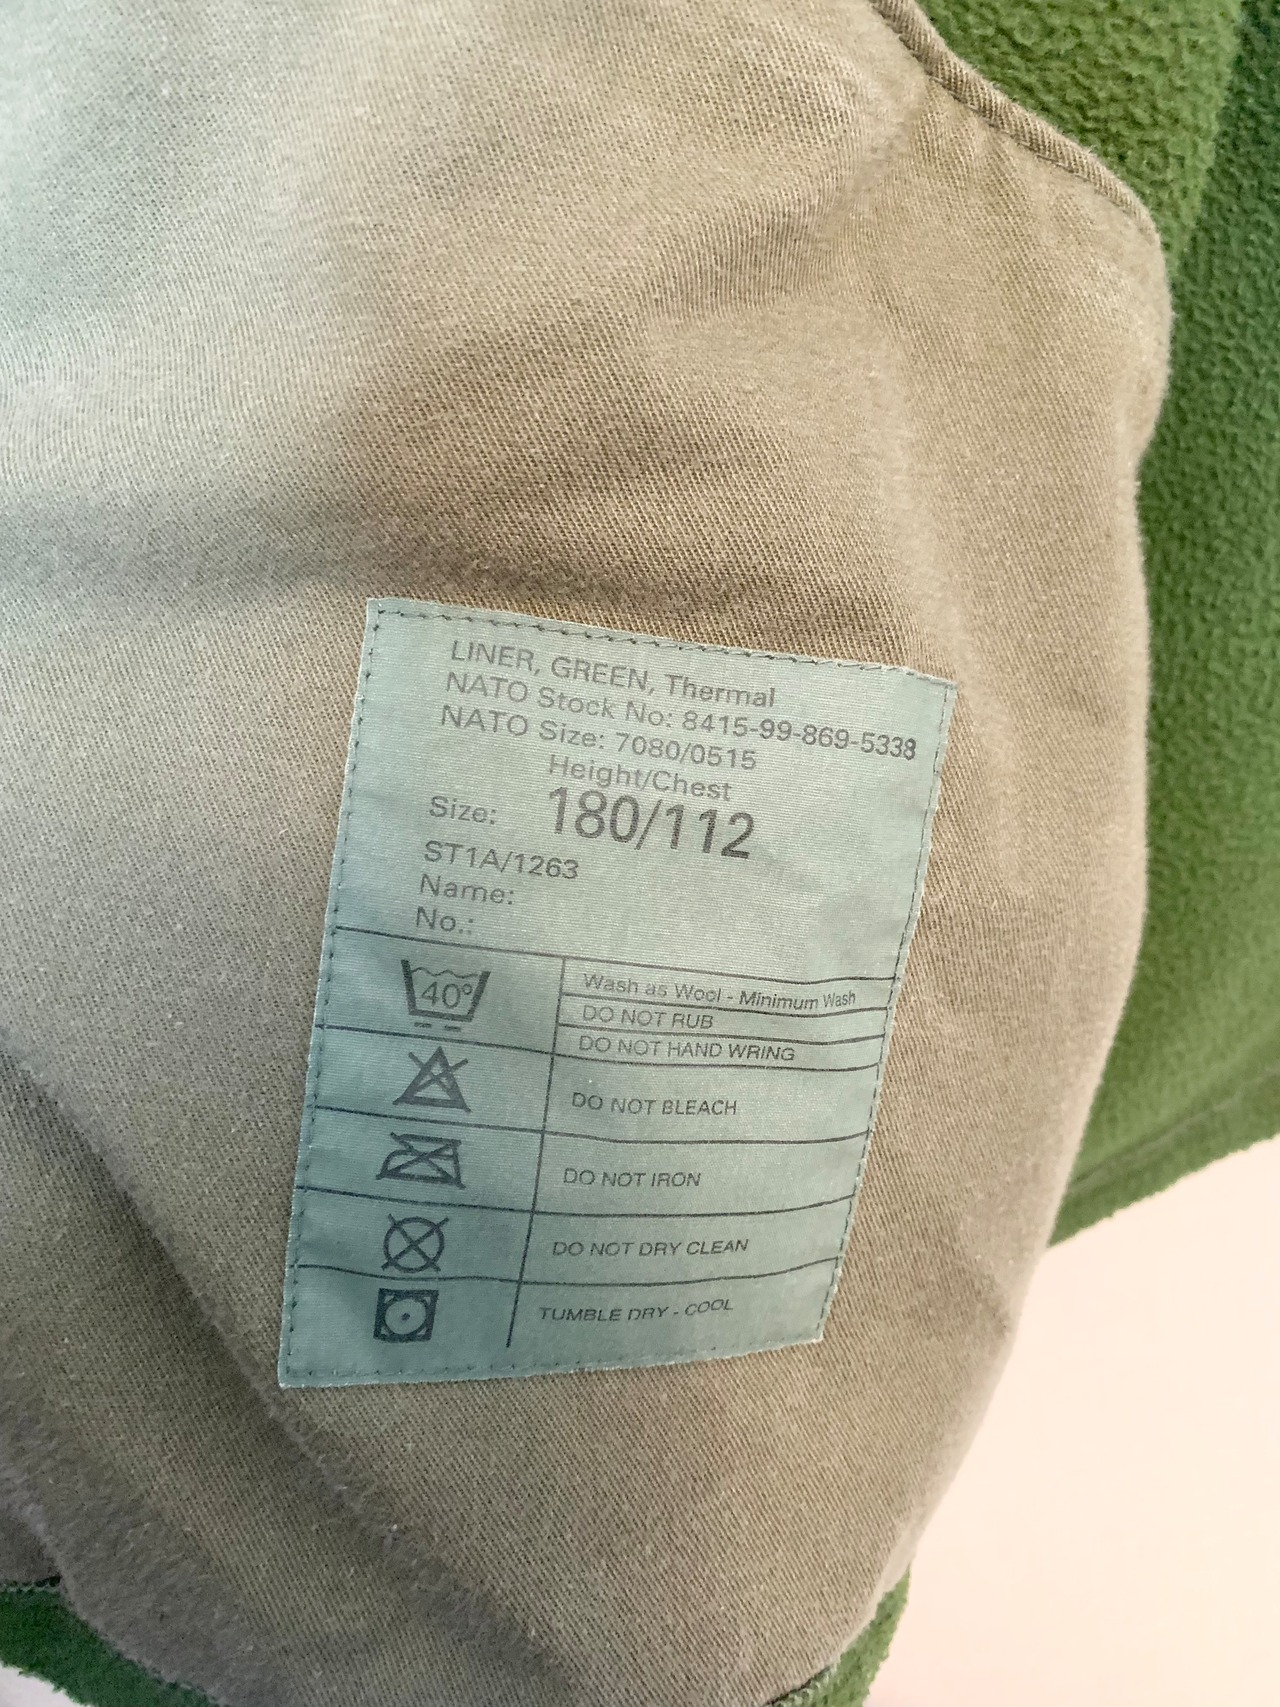 LINER, GREEN, Thermal
NATO Stock No: 8415-99-869-5338
NATO Size: 7080/0515
Height/Chest
Size: 180/112
ST1A/1263
Name:
No.:
40°
Wash as Wool - Minimum Wash
DO NOT RUB
DO NOT HAND WRING
DO NOT BLEACH
DO NOT IRON
DO NOT DRY CLEAN
TUMBLE DRY - COOL